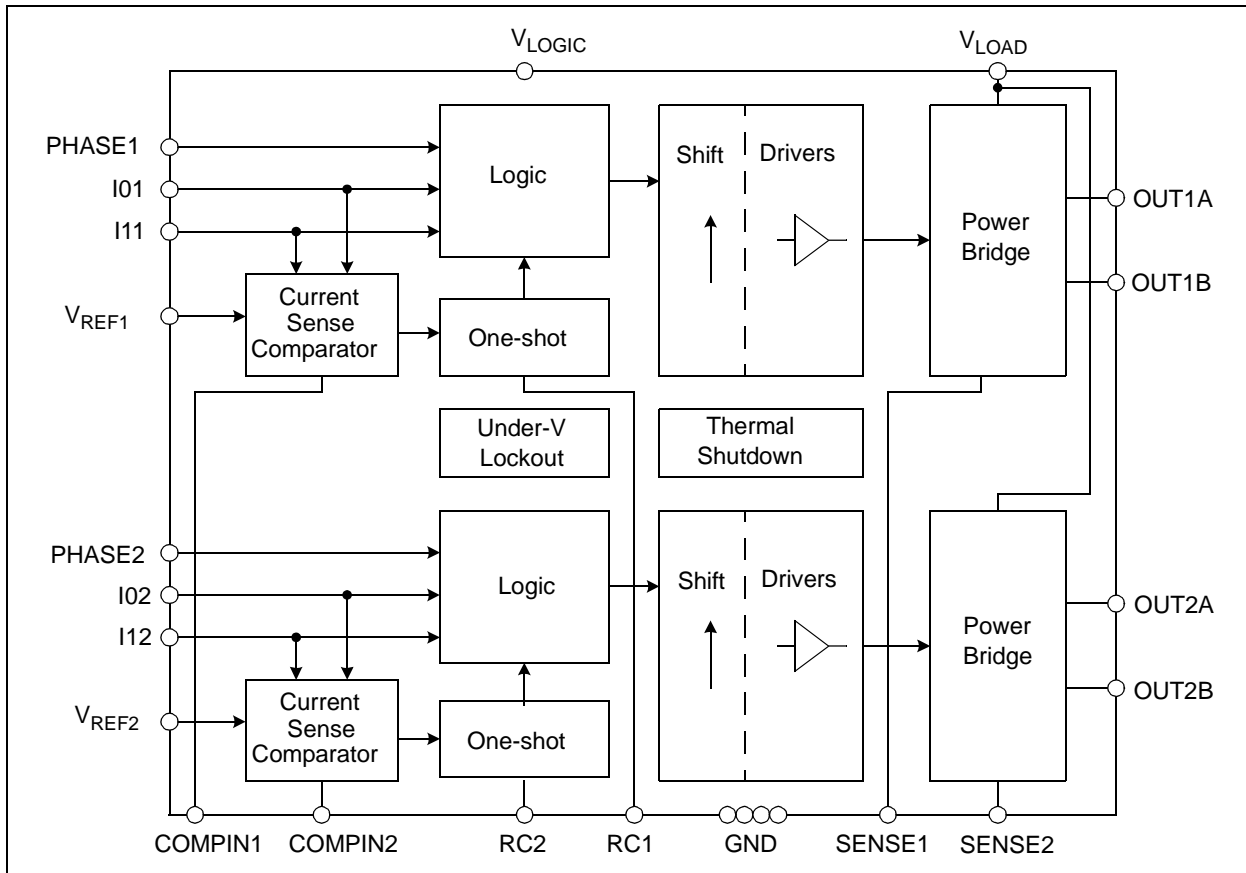 VLOGIC
VLOAD
PHASE1
I01
I11
VREF1
Logic
Current
Sense
Comparator
One-shot
Shift
Drivers
Power
Bridge
OUT1A
OUT1B
Under-V
Lockout
Thermal
Shutdown
PHASE2
I02
I12
VREF2
Logic
Current
Sense
Comparator
One-shot
Shift
Drivers
Power
Bridge
OUT2A
OUT2B
COMPIN1
COMPIN2
RC2
RC1
GND
SENSE1
SENSE2